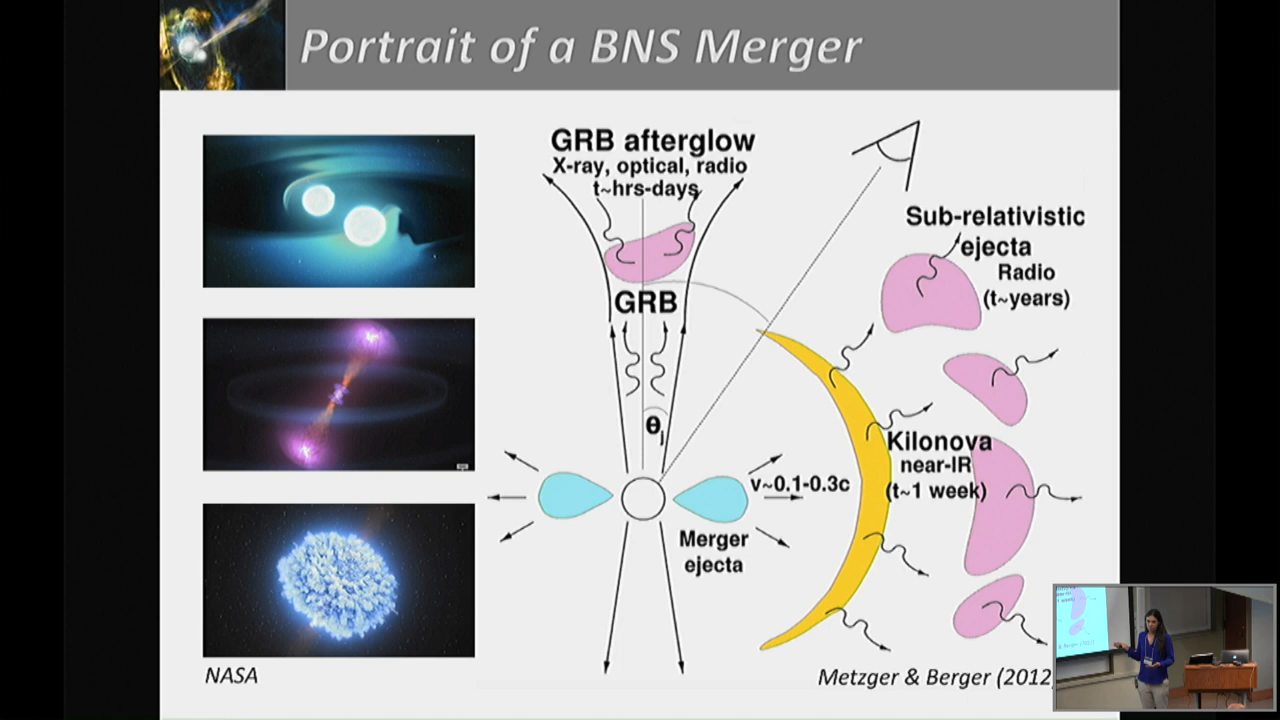 Portrait of a BNS Merger
GRB afterglow
X-ray, optical, radio
t~hrs-days
GRB
θj
Sub-relativistic
ejecta
Radio
(t~years)
Kilonova
near-IR
(t~1 week)
v~0.1-0.3c
Merger
ejecta
NASA
Metzger & Berger (2012